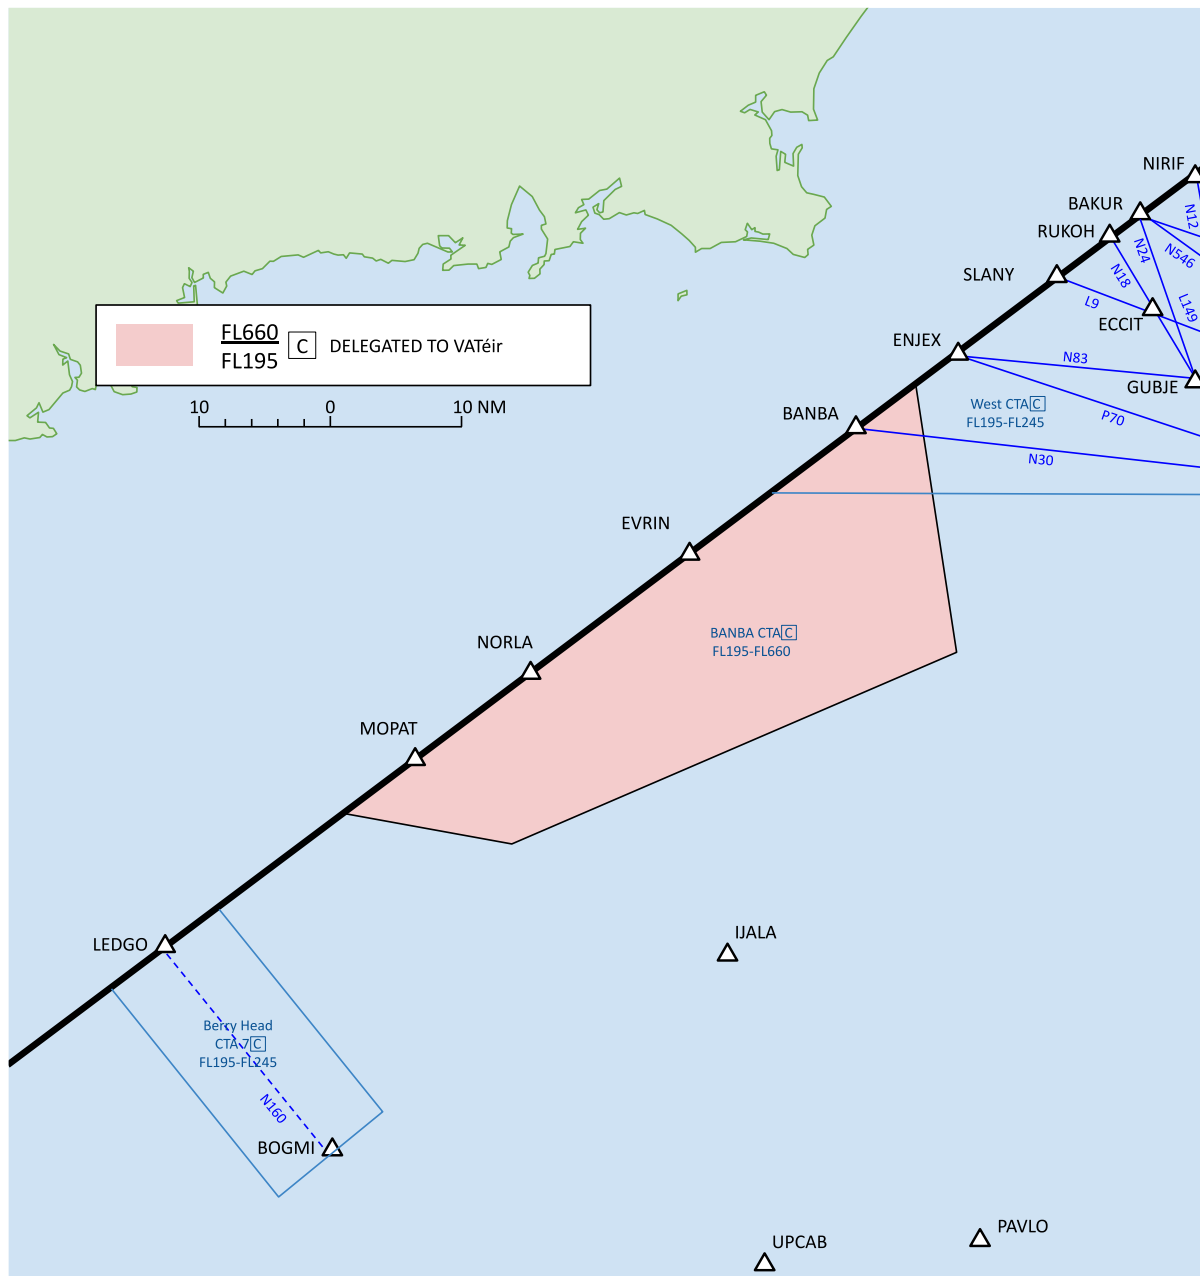 NIRIF
BAKUR
N12
RUKOH
N24
N546
SLANY
N18
L9
L149
ECCIT
FL660
FL195
C
DELEGATED TO VATéir
ENJEX
N83
GUBJE
10 0 10 NM
BANBA
West CTA C
FL195-FL245
P70
N30
EVRIN
BANBA CTA C
FL195-FL660
NORLA
MOPAT
IJALA
LEDGO
Berry Head
CTA 7 C
FL195-FL245
N160
BOGMI
PAVLO
UPCAB